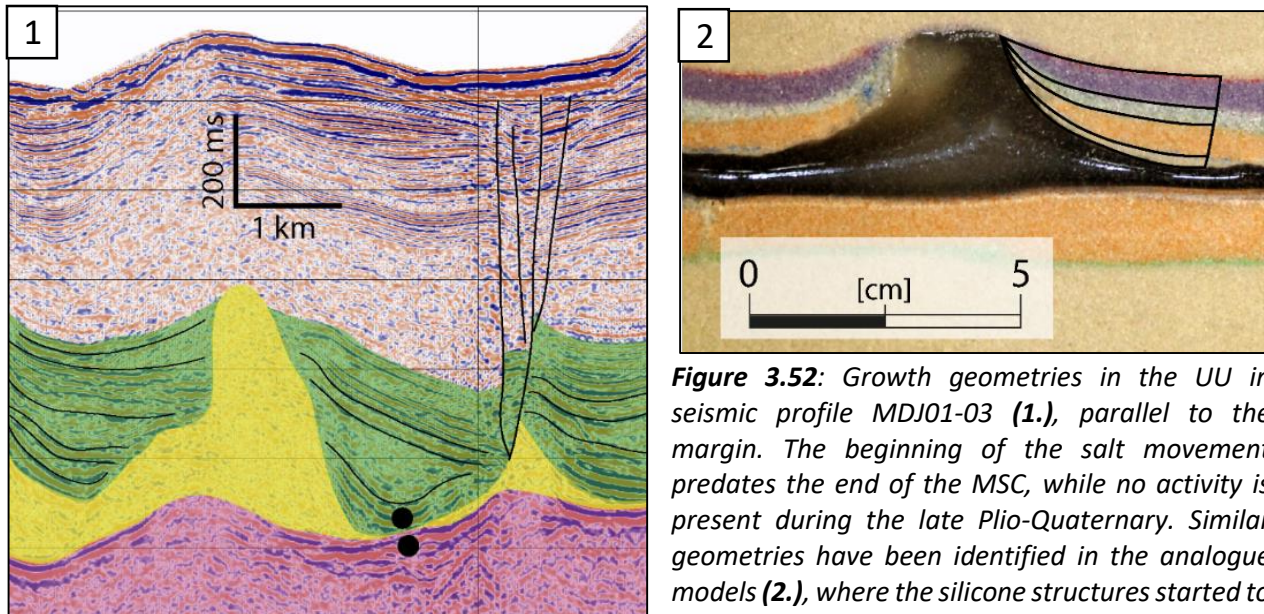 1
200 ms
1 km
2
0
5
[cm]
Figure 3.52: Growth geometries in the UU in
seismic profile MDJ01-03 (1.), parallel to the
margin. The beginning of the salt movement
predates the end of the MSC, while no activity is
present during the late Plio-Quaternary. Similar
geometries have been identified in the analogue
models (2.), where the silicone structures started to